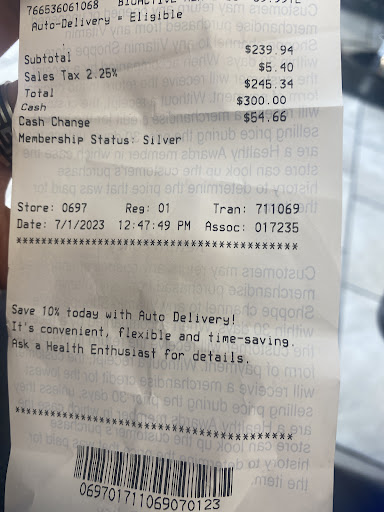 766536061068
Auto-Delivery = Eligible
Subtotal $239.94
Sales Tax 2.25% $5.40
Total $245.34
Cash $300.00
Cash Change $54.66
Membership Status: Silver
Store: 0697 Reg: 01 Tran: 711069
Date: 7/1/2023 12:47:49 PM Assoc: 017235
****************************************
Save 10% today with Auto Delivery!
It's convenient, flexible and time-saving.
Ask a Health Enthusiast for details.
****************************************
069701711069070123